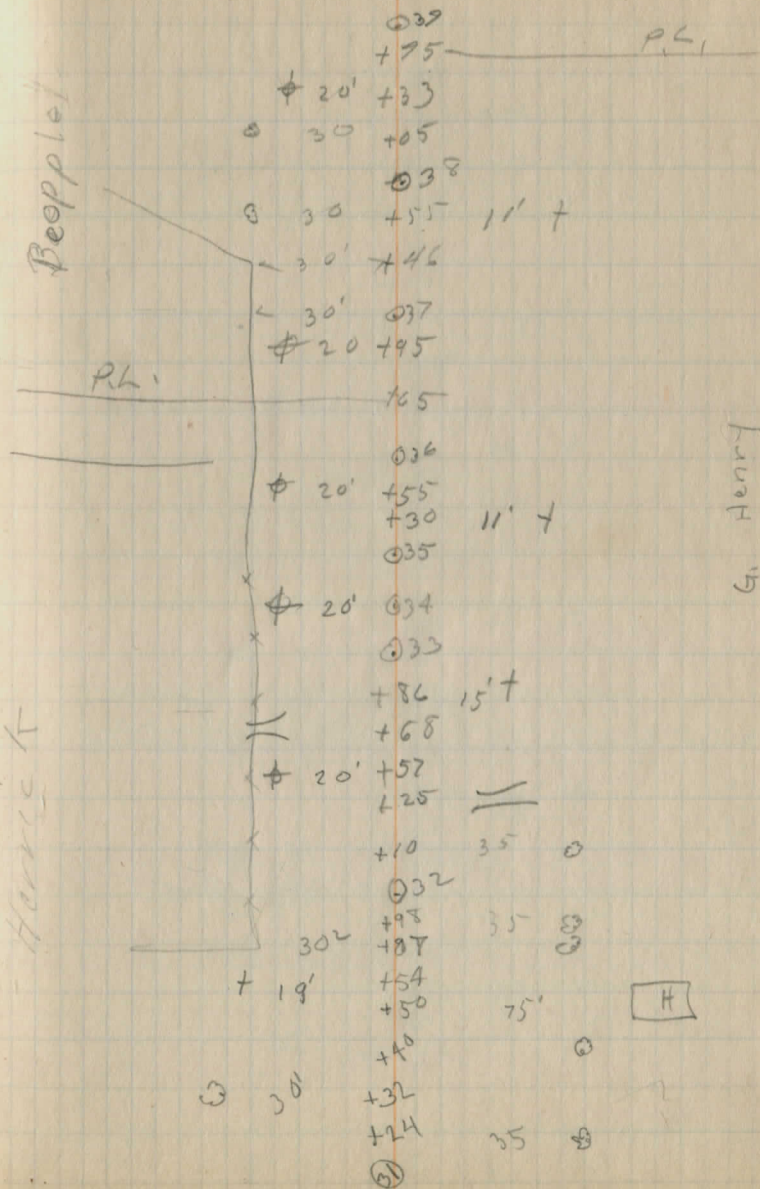 39
+75 P.L.
20' +33
30 +05
38
30 +55 11' +
30' +46
30' 37
20 +95
P.L. +65
36
20' +55
+30 11' +
35
20' 34
33
+86 15' +
+68
20' +57
+25
+10 35
32
+98 35
30² +87
+ 19' +54
+50 75' H
+40
30' +32
+24 35
31
G. Henry